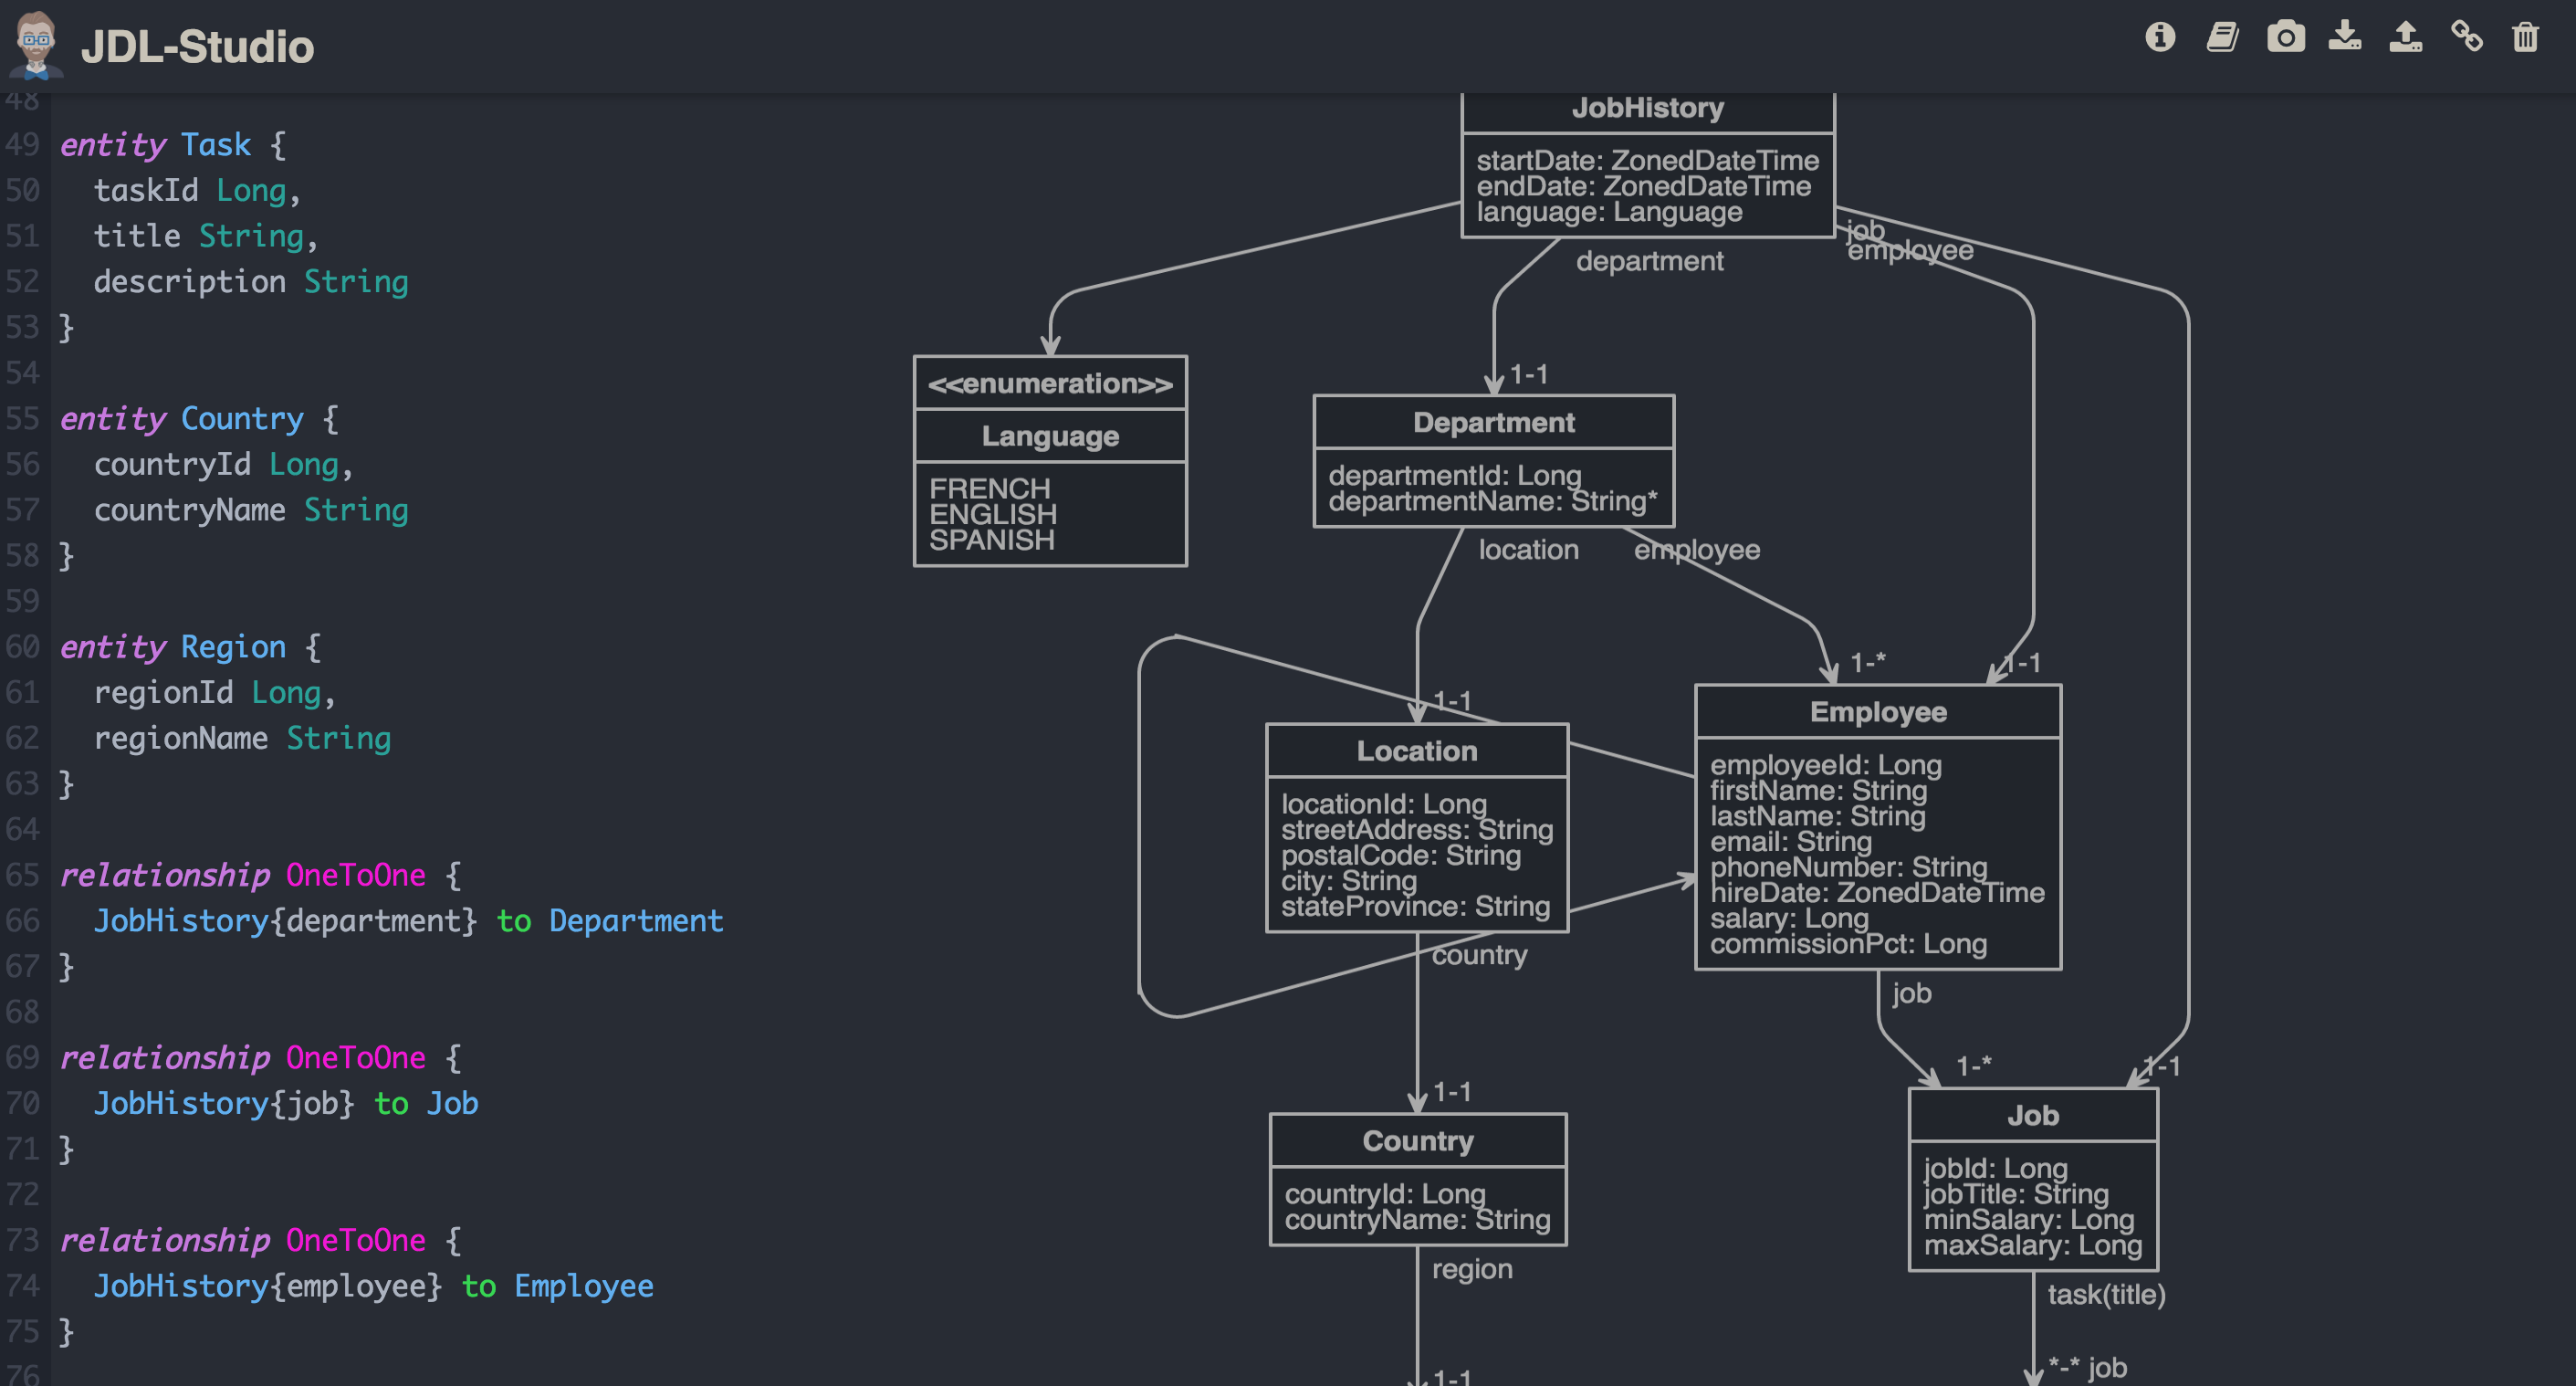 JDL-Studio
48
49 entity Task {
50 taskId Long,
51 title String,
52 description String
53 }
54
55 entity Country {
56 countryId Long,
57 countryName String
58 }
59
60 entity Region {
61 regionId Long,
62 regionName String
63 }
64
65 relationship OneToOne {
66 JobHistory{department} to Department
67 }
68
69 relationship OneToOne {
70 JobHistory{job} to Job
71 }
72
73 relationship OneToOne {
74 JobHistory{employee} to Employee
75 }
76
JobHistory
startDate: ZonedDateTime
endDate: ZonedDateTime
language: Language
job
employee
department
1-1
<<enumeration>>
Language
FRENCH
ENGLISH
SPANISH
Department
departmentId: Long
departmentName: String*
location
employee
1-*
1-1
1-1
Location
locationId: Long
streetAddress: String
postalCode: String
city: String
stateProvince: String
country
Employee
employeeId: Long
firstName: String
lastName: String
email: String
phoneNumber: String
hireDate: ZonedDateTime
salary: Long
commissionPct: Long
job
1-*
1-1
1-1
Country
countryId: Long
countryName: String
region
1-1
Job
jobId: Long
jobTitle: String
minSalary: Long
maxSalary: Long
task(title)
*-* job